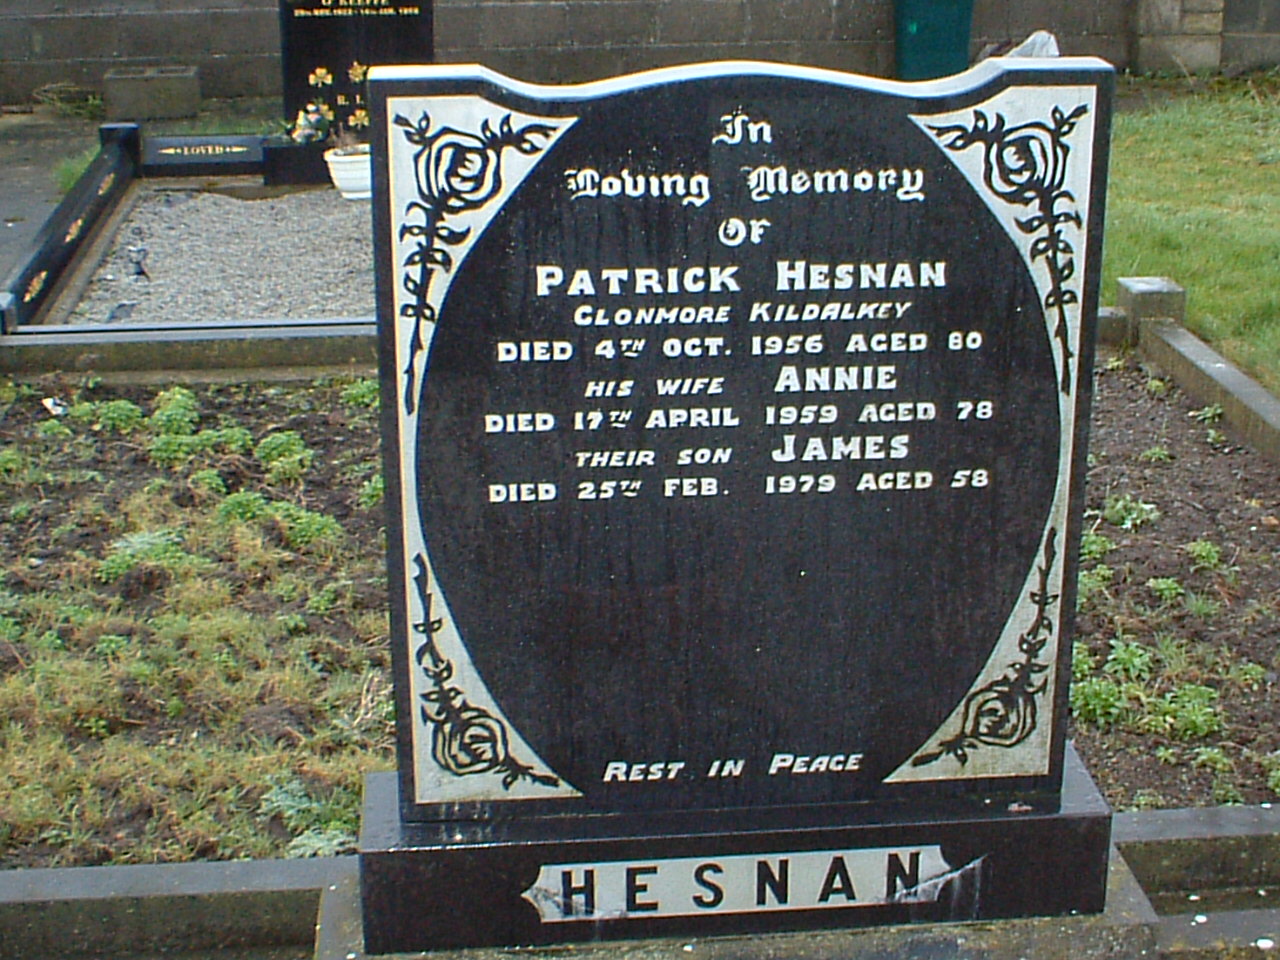 O'KEEFFE
LOVED
In
Loving Memory
Of
PATRICK HESNAN
CLONMORE KILDALKEY
DIED 4TH OCT. 1956 AGED 80
HIS WIFE ANNIE
DIED 17TH APRIL 1959 AGED 78
THEIR SON JAMES
DIED 25TH FEB. 1979 AGED 58
REST IN PEACE
HESNAN